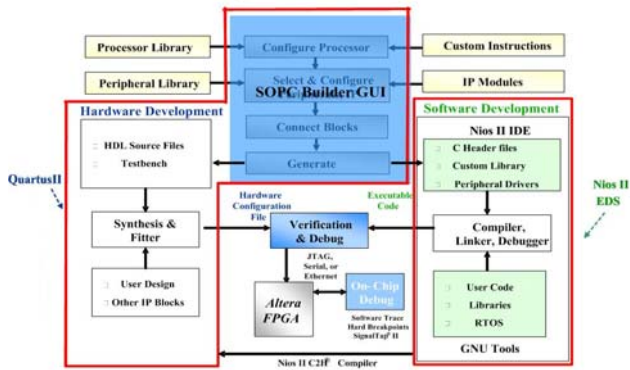 Processor Library
Configure Processor
Custom Instructions
Peripheral Library
Select & Configure
IP Modules
SOPC Builder GUI
Hardware Development
Software Development
Connect Blocks
Nios II IDE
HDL Source Files
Testbench
Generate
C Header files
Custom Library
Peripheral Drivers
QuartusII
Hardware
Configuration
File
Executable
Code
Nios II
EDS
Synthesis &
Fitter
Verification
& Debug
Compiler,
Linker, Debugger
JTAG,
Serial, or
Ethernet
User Design
Other IP Blocks
Altera
FPGA
On- Chip
Debug
User Code
Libraries
RTOS
Software Trace
Hard Breakpoints
SignalTap II
GNU Tools
Nios II C2H Compiler